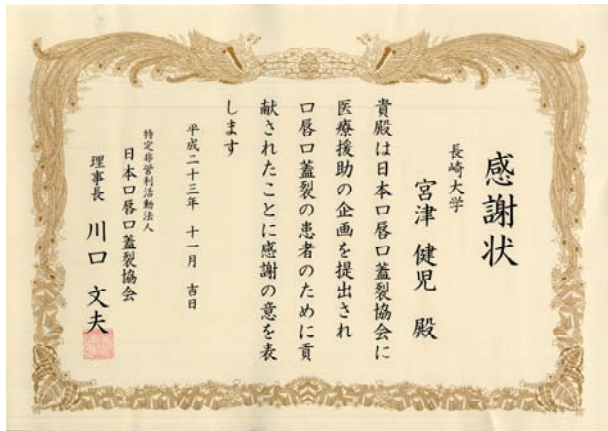 感謝状
長崎大学
宮津 健児 殿
貴殿は日本口唇口蓋裂協会に
医療援助の企画を提出され
口唇口蓋裂の患者のために貢
献されたことに感謝の意を表
します
平成二十三年 十一月 吉日
特定非営利活動法人
日本口唇口蓋裂協会
理事長 川口 文夫